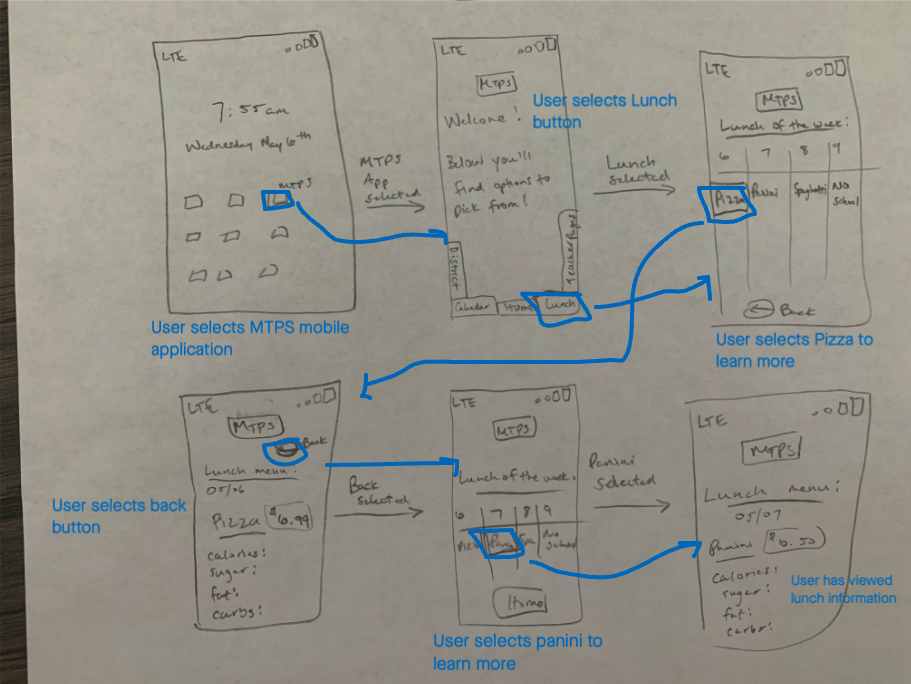 LTE
7:55am
Wednesday May 6th
MTPS
User selects MTPS mobile
application
MTPS
App
Selected
LTE
MTPS
Welcome!
Below you'll
find options to
Pick from!
District
Teacher Pages
Calendar
Home
Lunch
User selects Lunch
button
Lunch
Selected
LTE
MTPS
Lunch of the week:
6 7 8 9
Pizza Panini Spaghetti No
School
Back
User selects Pizza to
learn more
LTE
MTPS
Back
Lunch menu:
05/06
Pizza $6.99
calories:
sugar:
fat:
carbs:
User selects back
button
Back
Selected
LTE
MTPS
Lunch of the week:
6 7 8 9
No
School
Home
User selects panini to
learn more
Panini
Selected
LTE
MTPS
Lunch menu:
05/07
Panini $6.50
calories:
sugar:
fat:
carbs:
User has viewed
lunch information